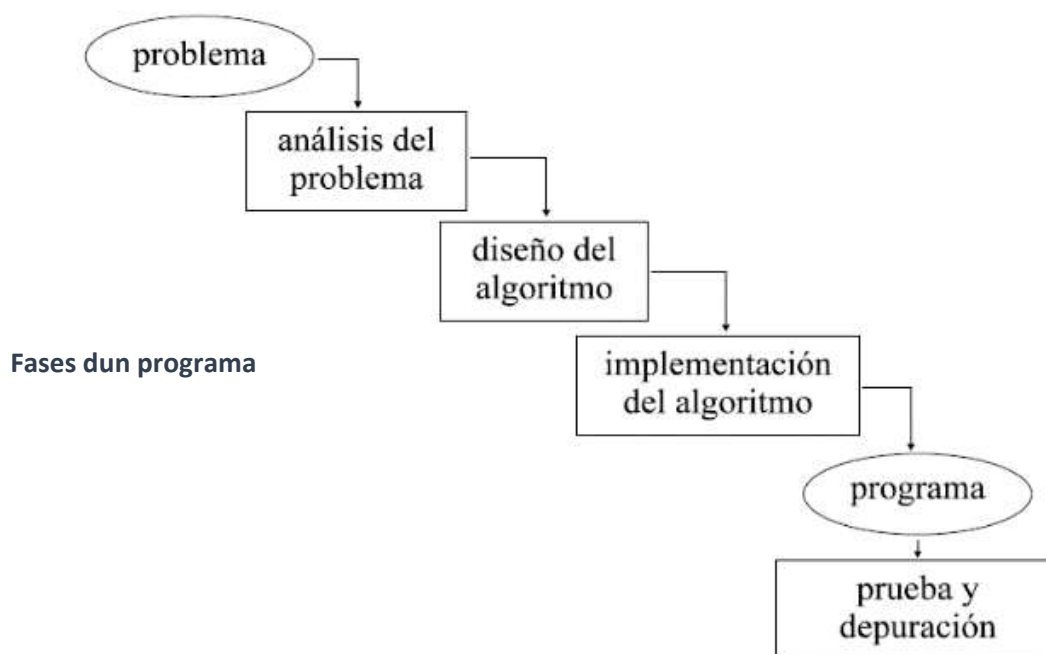 problema
análisis del
problema
diseño del
algoritmo
Fases dun programa
implementación
del algoritmo
programa
prueba y
depuración